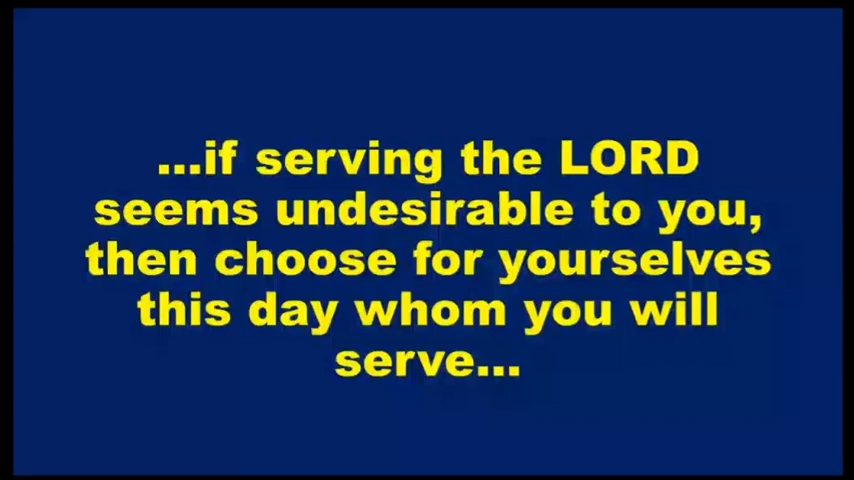 ...if serving the LORD
seems undesirable to you,
then choose for yourselves
this day whom you will
serve...